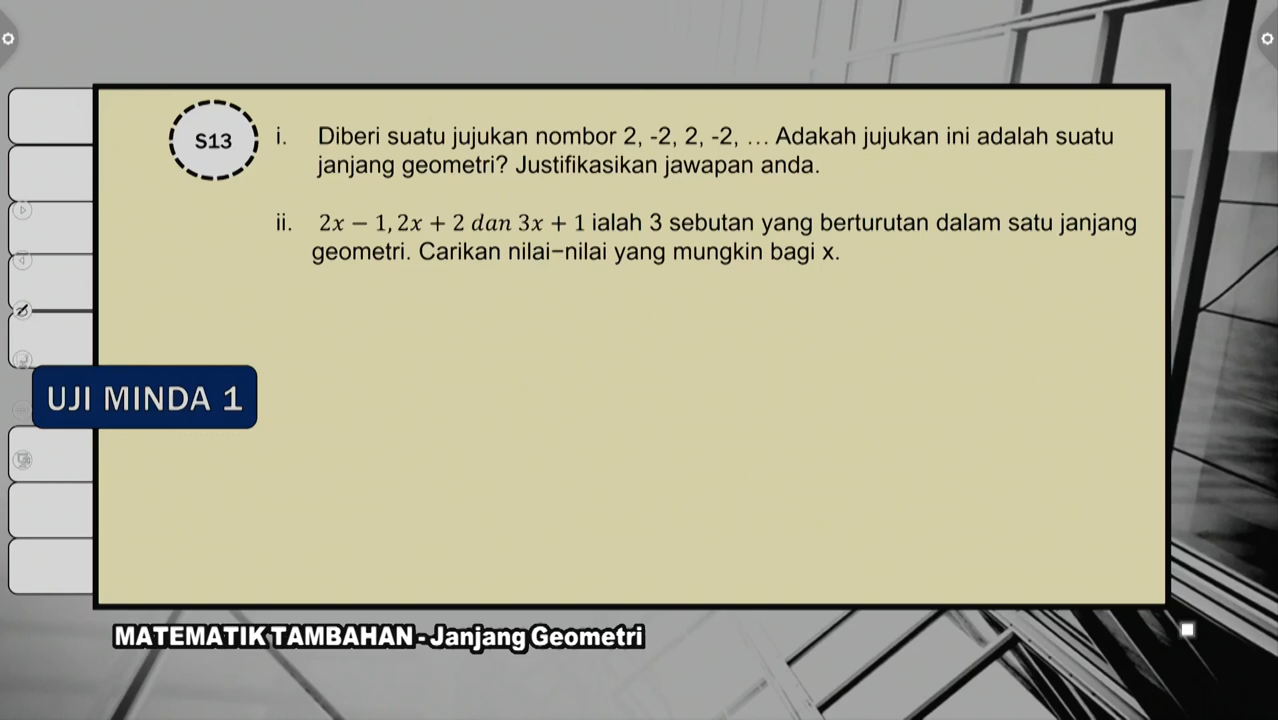 S13
i. Diberi suatu jujukan nombor 2, -2, 2, -2, … Adakah jujukan ini adalah suatu
janjang geometri? Justifikasikan jawapan anda.
ii. 2x − 1, 2x + 2 dan 3x + 1 ialah 3 sebutan yang berturutan dalam satu janjang
geometri. Carikan nilai−nilai yang mungkin bagi x.
UJI MINDA 1
MATEMATIK TAMBAHAN - Janjang Geometri